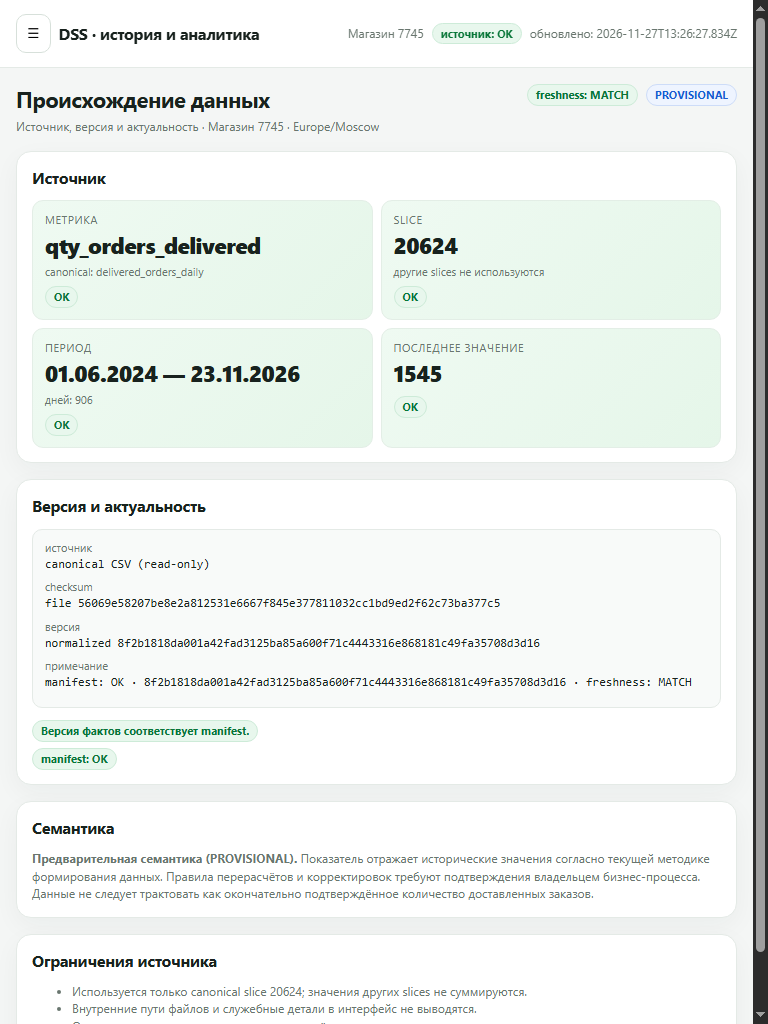 ☰ DSS · история и аналитика Магазин 7745 источник: OK обновлено: 2026-11-27T13:26:27.834Z
Происхождение данных freshness: MATCH PROVISIONAL
Источник, версия и актуальность · Магазин 7745 · Europe/Moscow
Источник
МЕТРИКА
qty_orders_delivered
canonical: delivered_orders_daily
OK
SLICE
20624
другие slices не используются
OK
ПЕРИОД
01.06.2024 — 23.11.2026
дней: 906
OK
ПОСЛЕДНЕЕ ЗНАЧЕНИЕ
1545
OK
Версия и актуальность
источник
canonical CSV (read-only)
checksum
file 56069e58207be8e2a812531e6667f845e377811032cc1bd9ed2f62c73ba377c5
версия
normalized 8f2b1818da001a42fad3125ba85a600f71c4443316e868181c49fa35708d3d16
примечание
manifest: OK · 8f2b1818da001a42fad3125ba85a600f71c4443316e868181c49fa35708d3d16 · freshness: MATCH
Версия фактов соответствует manifest.
manifest: OK
Семантика
Предварительная семантика (PROVISIONAL). Показатель отражает исторические значения согласно текущей методике
формирования данных. Правила перерасчётов и корректировок требуют подтверждения владельцем бизнес-процесса.
Данные не следует трактовать как окончательно подтверждённое количество доставленных заказов.
Ограничения источника
• Используется только canonical slice 20624; значения других slices не суммируются.
• Внутренние пути файлов и служебные детали в интерфейс не выводятся.